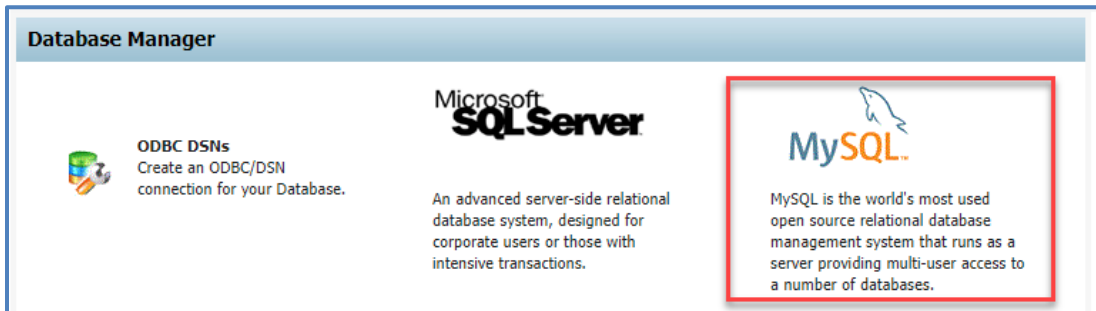 Database Manager
ODBC DSNs
Create an ODBC/DSN
connection for your Database.
Microsoft
SQL Server
An advanced server-side relational
database system, designed for
corporate users or those with
intensive transactions.
MySQL
MySQL is the world's most used
open source relational database
management system that runs as a
server providing multi-user access to
a number of databases.